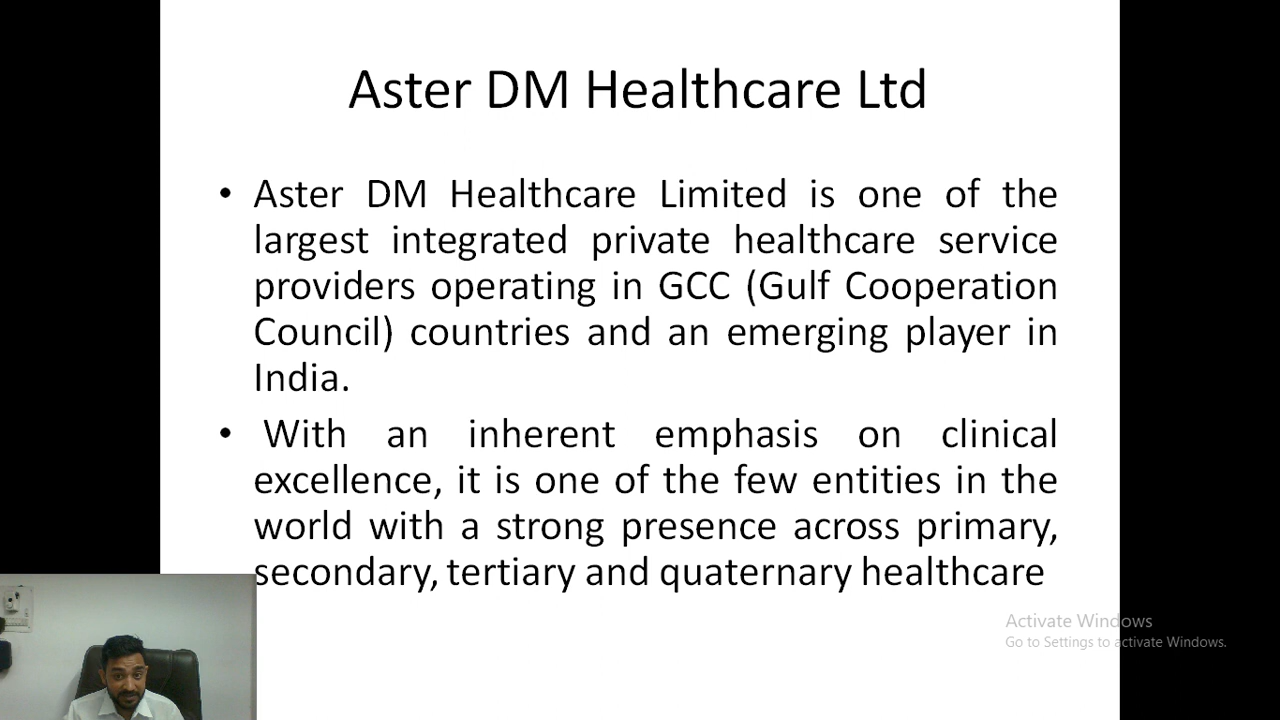 Aster DM Healthcare Ltd
• Aster DM Healthcare Limited is one of the
largest integrated private healthcare service
providers operating in GCC (Gulf Cooperation
Council) countries and an emerging player in
India.
• With an inherent emphasis on clinical
excellence, it is one of the few entities in the
world with a strong presence across primary,
secondary, tertiary and quaternary healthcare
Activate Windows
Go to Settings to activate Windows.